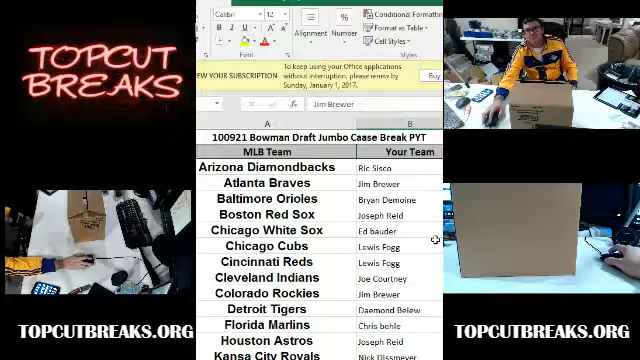 TOPCUT
BREAKS
Calibri
12
A
A
B
I
U
Alignment
Number
%
Conditional Formatting
Format as Table
Cell Styles
EW YOUR SUBSCRIPTION
To keep using your Office applications
without interruption, please renew by
Sunday, January 1, 2017.
Buy
fx
Jim Brewer
A
B
100921 Bowman Draft Jumbo Caase Break PYT
MLB Team
Your Team
Arizona Diamondbacks
Ric Sisco
Atlanta Braves
Jim Brewer
Baltimore Orioles
Bryan Demoine
Boston Red Sox
Joseph Reid
Chicago White Sox
Ed bauder
Chicago Cubs
Lewis Fogg
Cincinnati Reds
Lewis Fogg
Cleveland Indians
Joe Courtney
Colorado Rockies
Jim Brewer
Detroit Tigers
Daemond Belew
Florida Marlins
Chris behle
Houston Astros
Joseph Reid
Kansas City Royals
Nick Dissmeyer
TOPCUTBREAKS.ORG
TOPCUTBREAKS.ORG